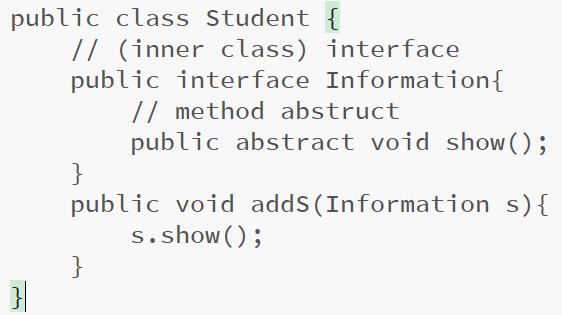 public class Student {
    // (inner class) interface
    public interface Information{
        // method abstruct
        public abstract void show();
    }
    public void addS(Information s){
        s.show();
    }
}